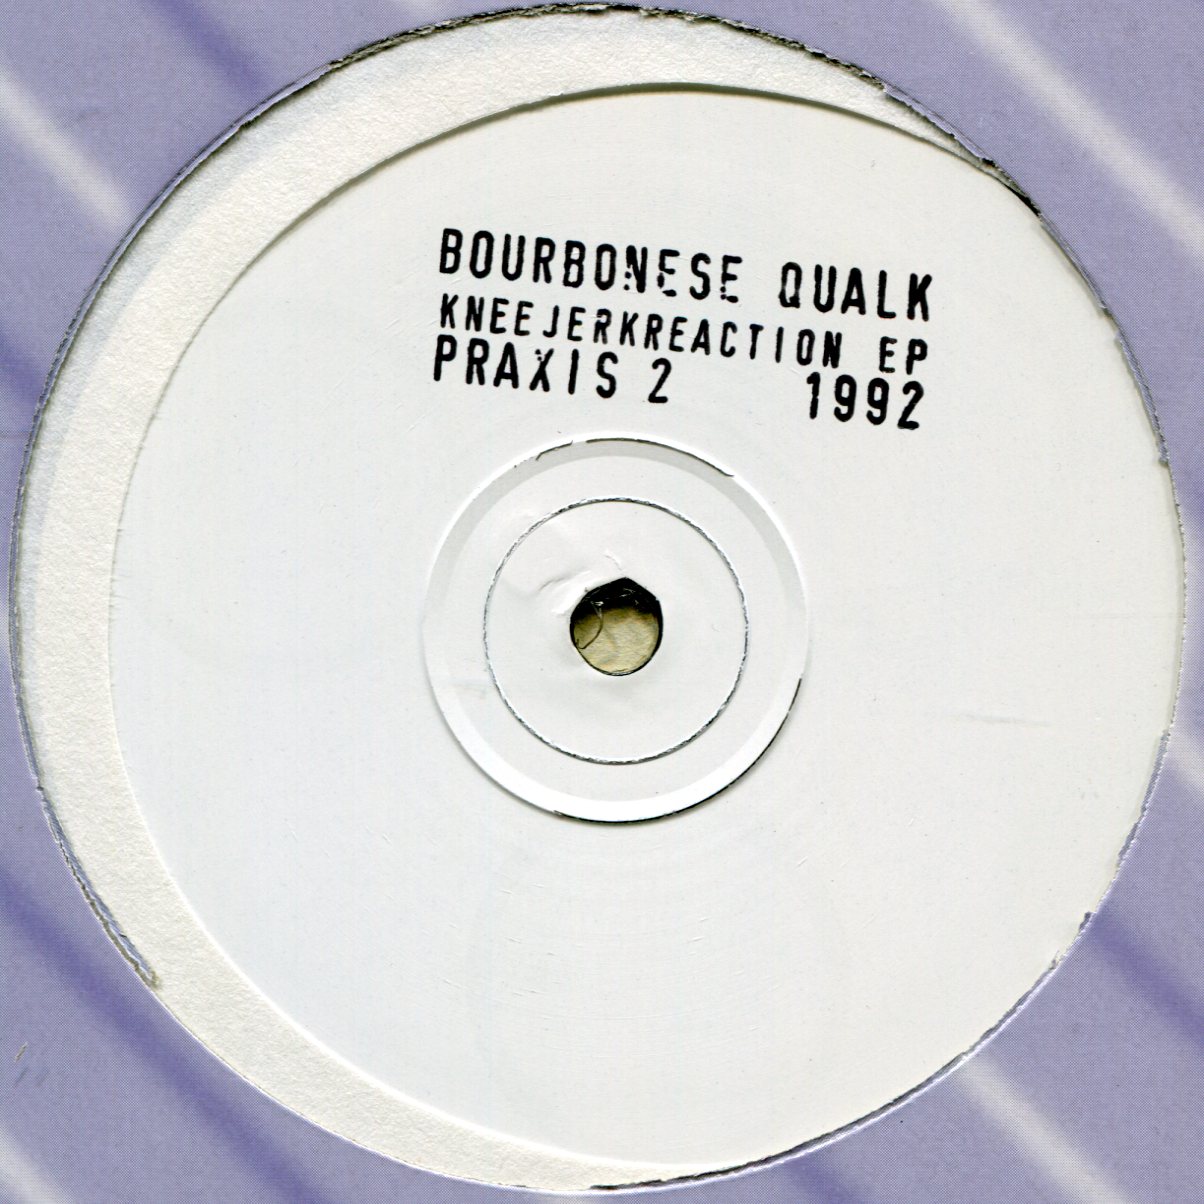 BOURBONESE QUALK
KNEEJERKREACTION EP
PRAXIS 2 1992